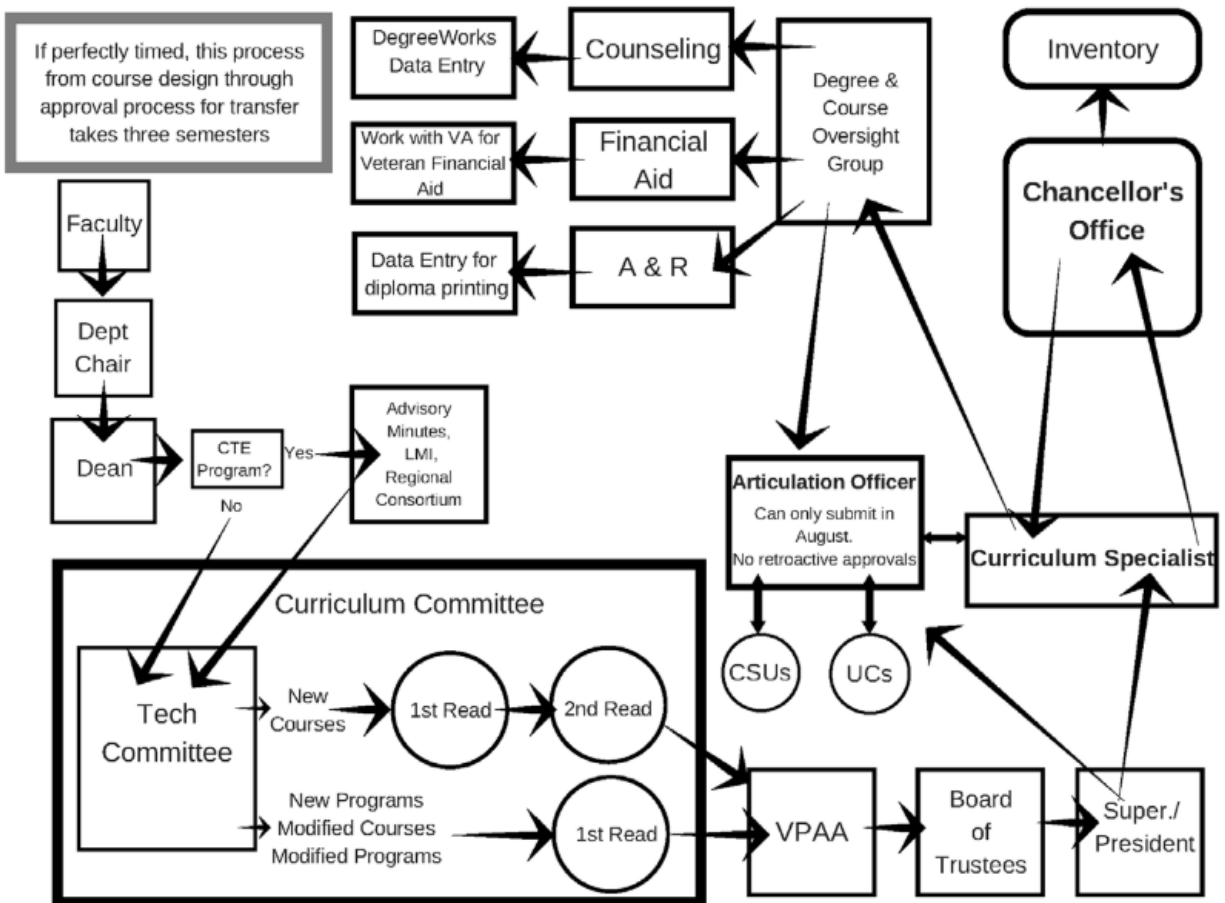 If perfectly timed, this process
from course design through
approval process for transfer
takes three semesters
DegreeWorks
Data Entry
Counseling
Degree &
Course
Oversight
Group
Inventory
Work with VA for
Veteran Financial
Aid
Financial
Aid
Chancellor's
Office
Faculty
Data Entry for
diploma printing
A & R
Dept
Chair
Dean
CTE
Program?
Yes
No
Advisory
Minutes,
LMI,
Regional
Consortium
Articulation Officer
Can only submit in
August.
No retroactive approvals
Curriculum Specialist
CSUs
UCs
Curriculum Committee
Tech
Committee
New
Courses
1st Read
2nd Read
New Programs
Modified Courses
Modified Programs
1st Read
VPAA
Board
of
Trustees
Super./
President